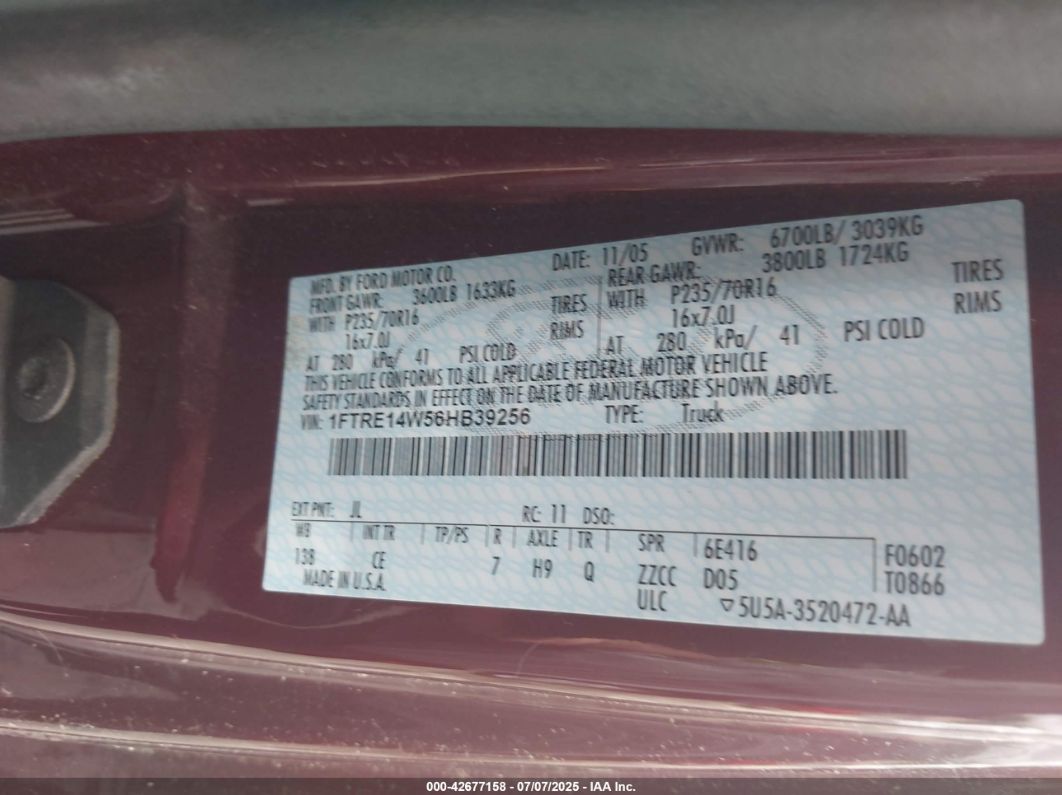 MFD. BY FORD MOTOR CO. DATE: 11/05 GVWR: 6700LB/ 3039KG
FRONT GAWR: 3600LB 1633KG REAR GAWR: 3800LB 1724KG
WITH P235/70R16 TIRES WITH P235/70R16 TIRES
16x7.0J RIMS 16x7.0J RIMS
AT 280 kPa/ 41 PSI COLD AT 280 kPa/ 41 PSI COLD
THIS VEHICLE CONFORMS TO ALL APPLICABLE FEDERAL MOTOR VEHICLE
SAFETY STANDARDS IN EFFECT ON THE DATE OF MANUFACTURE SHOWN ABOVE.
VIN: 1FTRE14W56HB39256 TYPE: Truck
EXT PNT: JL RC: 11 DSO:
WB INT TR TP/PS R AXLE TR SPR 6E416 F0602
138 CE 7 H9 Q ZZCC D05 T0866
MADE IN U.S.A. ULC ▽5U5A-3520472-AA
000-42677158 - 07/07/2025 - IAA Inc.